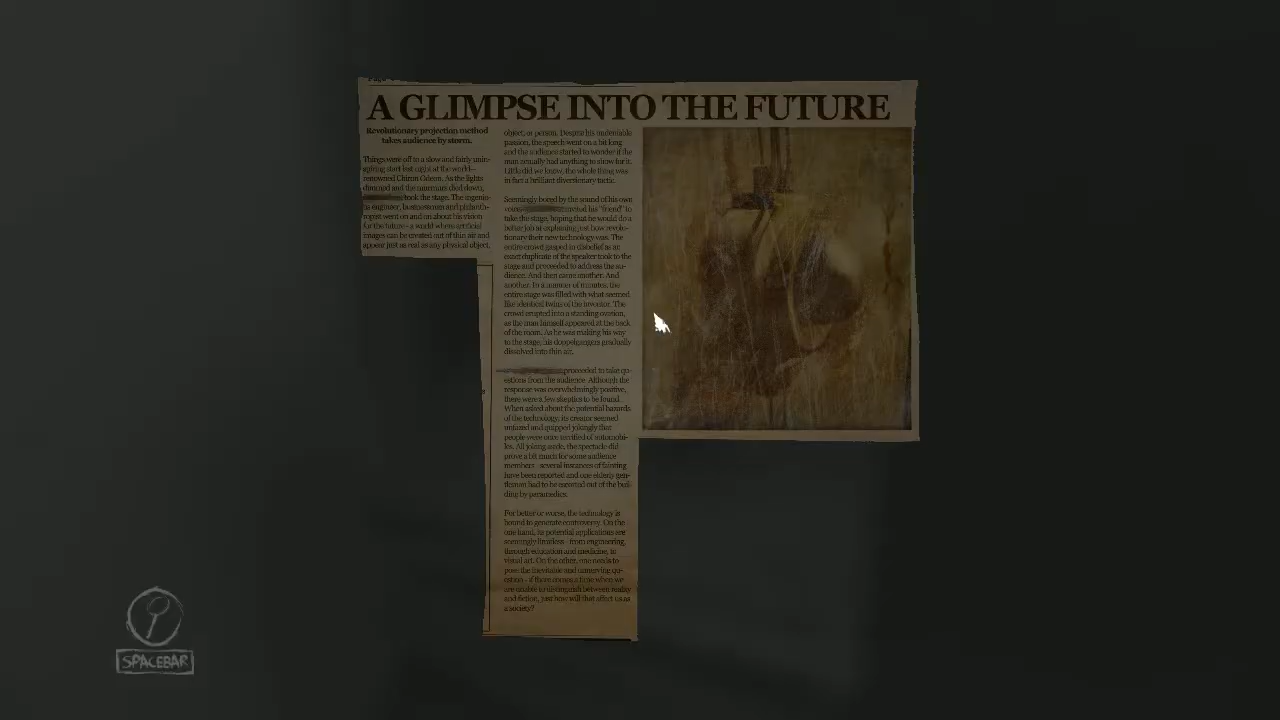 A GLIMPSE INTO THE FUTURE
Revolutionary projection method
takes audience by storm.
Things were off to a slow and fairly unin-
spiring start last night at the world–
renowned Chiron Odeon. As the lights
dimmed and the murmurs died down,
took the stage. The ingenio-
us engineer, businessman and philanth-
ropist went on and on about his vision
for the future - a world where artificial
images can be created out of thin air and
appear just as real as any physical object,
object, or person. Despite his undeniable
passion, the speech went on a bit long
and the audience started to wonder if the
man actually had anything to show for it.
Little did we know, the whole thing was
in fact a brilliant diversionary tactic.
Seemingly bored by the sound of his own
voice, invited his "friend" to
take the stage, hoping that he would do a
better job at explaining just how revolu-
tionary their new technology was. The
entire crowd gasped in disbelief as an
exact duplicate of the speaker took to the
stage and proceeded to address the au-
dience. And then came another. And
another. In a manner of minutes, the
entire stage was filled with what seemed
like identical twins of the inventor. The
crowd erupted into a standing ovation,
as the man himself appeared at the back
of the room. As he was making his way
to the stage, his doppelgangers gradually
dissolved into thin air.
proceeded to take qu-
estions from the audience. Although the
response was overwhelmingly positive,
there were a few skeptics to be found.
When asked about the potential hazards
of the technology, its creator seemed
unfazed and quipped jokingly that
people were once terrified of automobi-
les. All joking aside, the spectacle did
prove a bit much for some audience
members - several instances of fainting
have been reported and one elderly gen-
tleman had to be escorted out of the buil-
ding by paramedics.
For better or worse, the technology is
bound to generate controversy. On the
one hand, its potential applications are
seemingly limitless - from engineering,
through education and medicine, to
visual art. On the other, one needs to
pose the inevitable and unnerving qu-
estion - if there comes a time when we
are unable to distinguish between reality
and fiction, just how will that affect us as
a society?
SPACEBAR